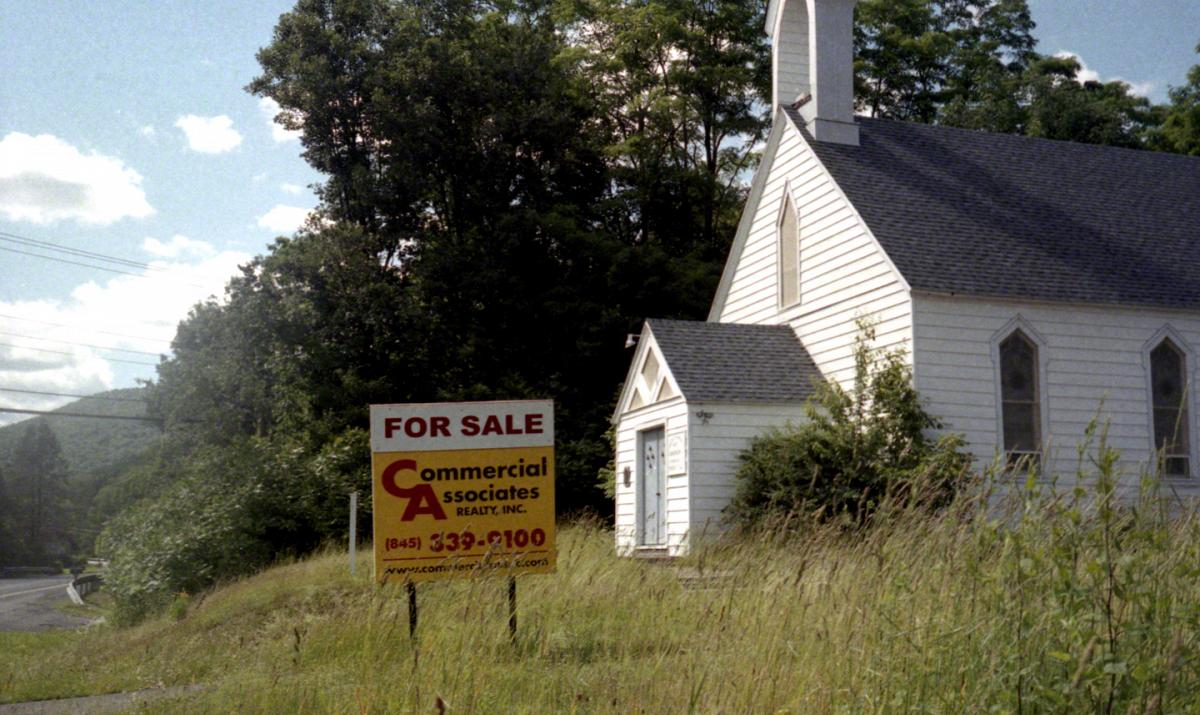 FOR SALE
Commercial
Associates
REALTY, INC.
(845) 339-9100